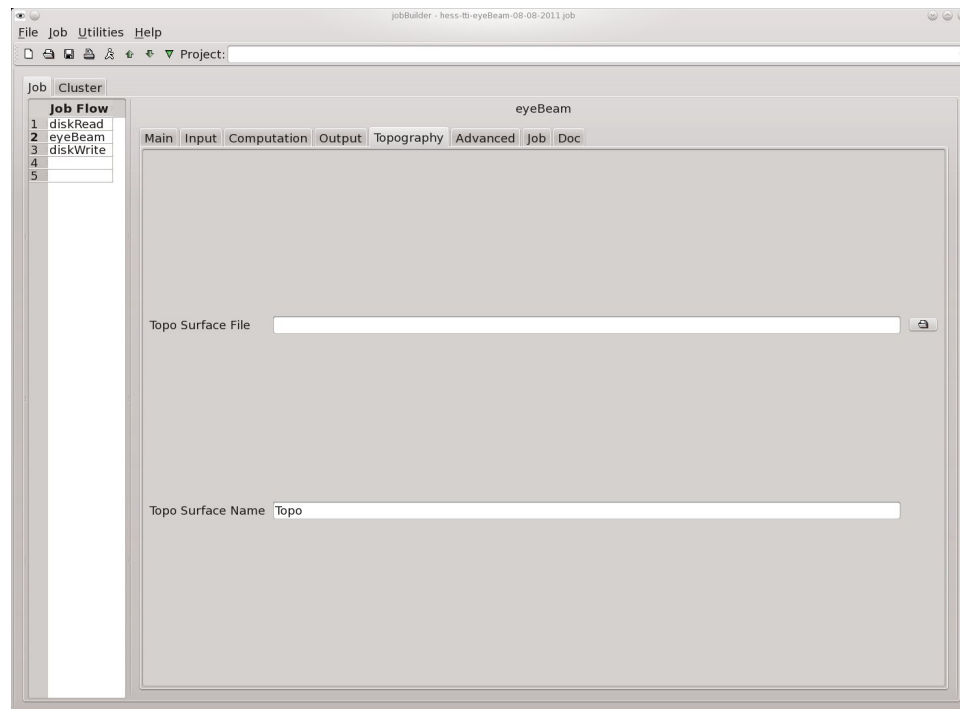 jobBuilder - hess-tti-eyeBeam-08-08-2011 job
File Job Utilities Help
Project:
Job Cluster
Job Flow
eyeBeam
1 diskRead
2 eyeBeam
3 diskWrite
4
5
Main Input Computation Output Topography Advanced Job Doc
Topo Surface File
Topo Surface Name Topo